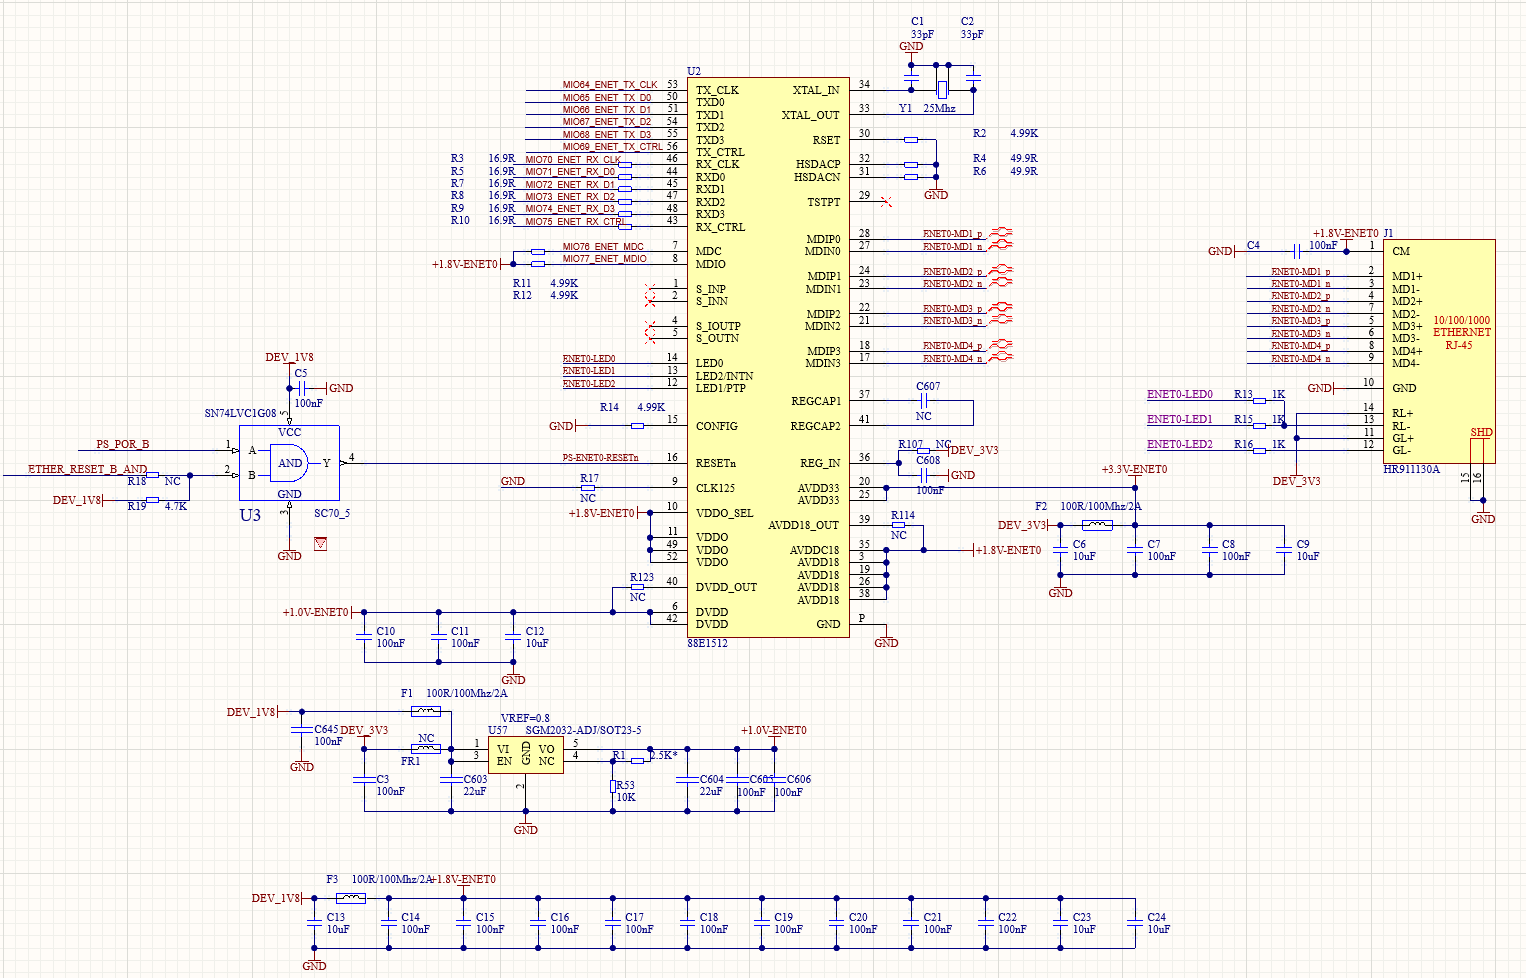 C1
33pF
C2
33pF
GND
Y1 25Mhz
U2
MIO64_ENET_TX_CLK 53 TX_CLK
MIO65_ENET_TX_D0 50 TXD0
MIO66_ENET_TX_D1 51 TXD1
MIO67_ENET_TX_D2 54 TXD2
MIO68_ENET_TX_D3 55 TXD3
MIO69_ENET_TX_CTRL 56 TX_CTRL
R3 16.9R MIO70_ENET_RX_CLK 46 RX_CLK
R5 16.9R MIO71_ENET_RX_D0 44 RXD0
R7 16.9R MIO72_ENET_RX_D1 45 RXD1
R8 16.9R MIO73_ENET_RX_D2 47 RXD2
R9 16.9R MIO74_ENET_RX_D3 48 RXD3
R10 16.9R MIO75_ENET_RX_CTRL 43 RX_CTRL
MIO76_ENET_MDC 7 MDC
+1.8V-ENET0 MIO77_ENET_MDIO 8 MDIO
R11 4.99K
R12 4.99K
1 S_INP
2 S_INN
4 S_IOUTP
5 S_OUTN
ENET0-LED0 14 LED0
ENET0-LED1 13 LED2/INTN
ENET0-LED2 12 LED1/PTP
R14 4.99K
GND 15 CONFIG
PS-ENET0-RESETn 16 RESETn
R17
GND 9 CLK125
NC
+1.8V-ENET0 10 VDDO_SEL
11 VDDO
49 VDDO
52 VDDO
R123
NC
40 DVDD_OUT
+1.0V-ENET0 6 DVDD
42 DVDD
88E1512
XTAL_IN 34
XTAL_OUT 33
RSET 30 R2 4.99K
HSDACP 32 R4 49.9R
HSDACN 31 R6 49.9R
GND
TSTPT 29
MDIP0 28 ENET0-MD1_p
MDIN0 27 ENET0-MD1_n
MDIP1 24 ENET0-MD2_p
MDIN1 23 ENET0-MD2_n
MDIP2 22 ENET0-MD3_p
MDIN2 21 ENET0-MD3_n
MDIP3 18 ENET0-MD4_p
MDIN3 17 ENET0-MD4_n
C607
NC
REGCAP1 37
REGCAP2 41
R107 NC DEV_3V3
REG_IN 36
C608
100nF
GND
AVDD33 20
AVDD33 25
R114
NC
AVDD18_OUT 39
AVDDC18 35 +1.8V-ENET0
AVDD18 3
AVDD18 19
AVDD18 26
AVDD18 38
GND P
GND
+1.8V-ENET0 J1
GND C4 100nF 1 CM
ENET0-MD1_p 2 MD1+
ENET0-MD1_n 3 MD1-
ENET0-MD2_p 4 MD2+
ENET0-MD2_n 7 MD2-
ENET0-MD3_p 5 MD3+
ENET0-MD3_n 6 MD3-
ENET0-MD4_p 8 MD4+
ENET0-MD4_n 9 MD4-
10/100/1000
ETHERNET
RJ-45
GND 10 GND
ENET0-LED0 R13 1K
ENET0-LED1 R15 1K
ENET0-LED2 R16 1K
14 RL+
13 RL-
11 GL+
12 GL-
SHD
HR911130A
15
16
DEV_3V3
GND
+3.3V-ENET0
F2 100R/100Mhz/2A
DEV_3V3
C6
10uF
C7
100nF
C8
100nF
C9
10uF
GND
DEV_1V8
C5
GND
100nF
SN74LVC1G08 5
VCC
PS_POR_B 1 A
AND Y 4
ETHER_RESET_B_AND 2 B
R18 NC
DEV_1V8
R19 4.7K
GND
3
U3
SC70_5
GND
C10
100nF
C11
100nF
C12
10uF
GND
F1 100R/100Mhz/2A
DEV_1V8
C645
100nF
GND
DEV_3V3
NC
FR1
C3
100nF
C603
22uF
VREF=0.8
U57 SGM2032-ADJ/SOT23-5
1 VI
3 EN
GND
VO 5
NC 4
2
R1 2.5K*
R53
10K
C604
22uF
C605
100nF
C606
100nF
+1.0V-ENET0
GND
F3 100R/100Mhz/2A +1.8V-ENET0
DEV_1V8
C13
10uF
C14
100nF
C15
100nF
C16
100nF
C17
100nF
C18
100nF
C19
100nF
C20
100nF
C21
100nF
C22
100nF
C23
10uF
C24
10uF
GND